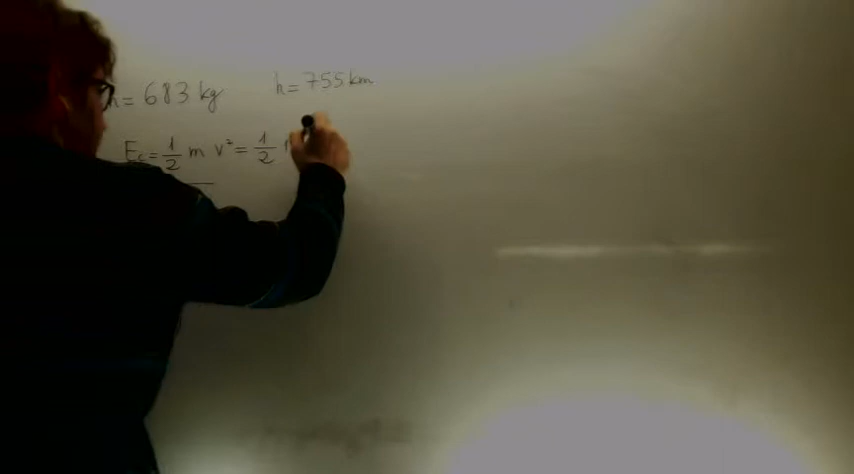 = 683 kg h = 755 km
Ec = 1/2 m v² = 1/2